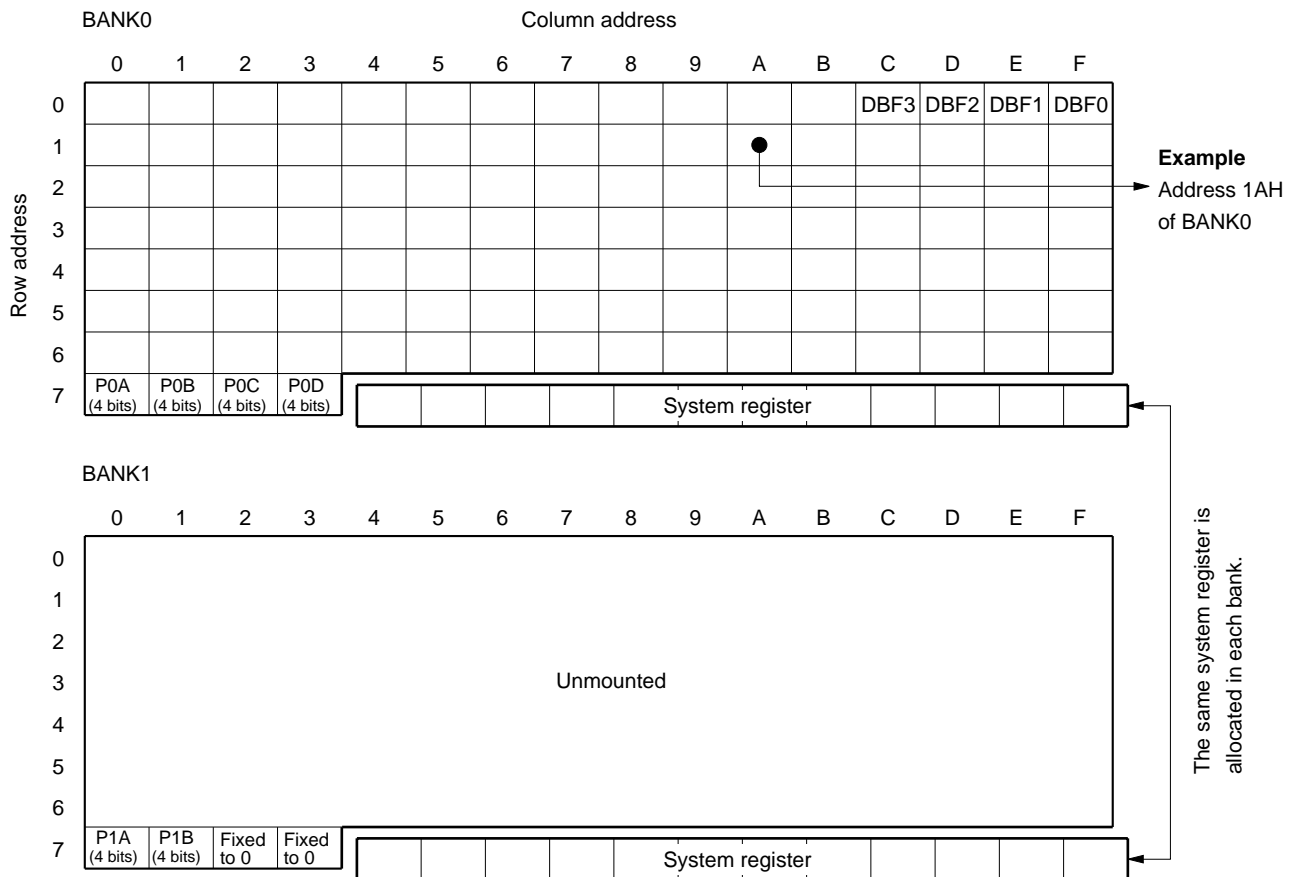 BANK0
Column address
0 1 2 3 4 5 6 7 8 9 A B C D E F
Row address
0 DBF3 DBF2 DBF1 DBF0
1
2
3
4
5
6
7
P0A (4 bits)
P0B (4 bits)
P0C (4 bits)
P0D (4 bits)
System register
Example
Address 1AH
of BANK0
BANK1
0 1 2 3 4 5 6 7 8 9 A B C D E F
0
1
2
3 Unmounted
4
5
6
7
P1A (4 bits)
P1B (4 bits)
Fixed to 0
Fixed to 0
System register
The same system register is
allocated in each bank.